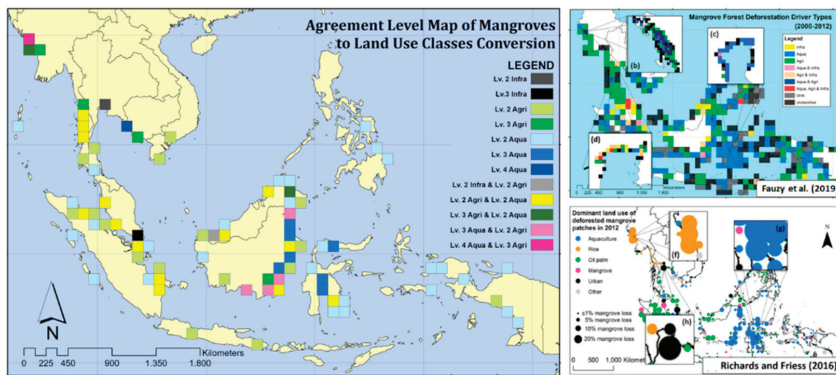 Agreement Level Map of Mangroves
to Land Use Classes Conversion
LEGEND
Lv. 2 Infra
Lv.3 Infra
Lv. 2 Agri
Lv. 3 Agri
Lv. 2 Aqua
Lv. 3 Aqua
Lv. 4 Aqua
Lv. 2 Infra & Lv. 2 Agri
Lv. 2 Agri & Lv. 2 Aqua
Lv. 3 Agri & Lv. 2 Aqua
Lv. 3 Aqua & Lv. 2 Agri
Lv. 4 Aqua & Lv. 3 Agri
N
Kilometers
0 225 450 900 1.350 1.800
Mangrove Forest Deforestation Driver Types
(2000-2012)
Legend
Infra
Aqua
Agri
Aqua & Infra
Agri & Infra
Aqua & Agri
Aqua, Agri & Infra
(b)
(c)
(d)
Fauzy et al. (2019
Dominant land use of
deforested mangrove
patches in 2012
Aquaculture
Rice
Oil palm
Mangrove
Urban
Other
≤1% mangrove loss
5% mangrove loss
10% mangrove loss
20% mangrove loss
(f)
(g)
(h)
N
0 500 1,000 Kilomet
Richards and Friess (2016)